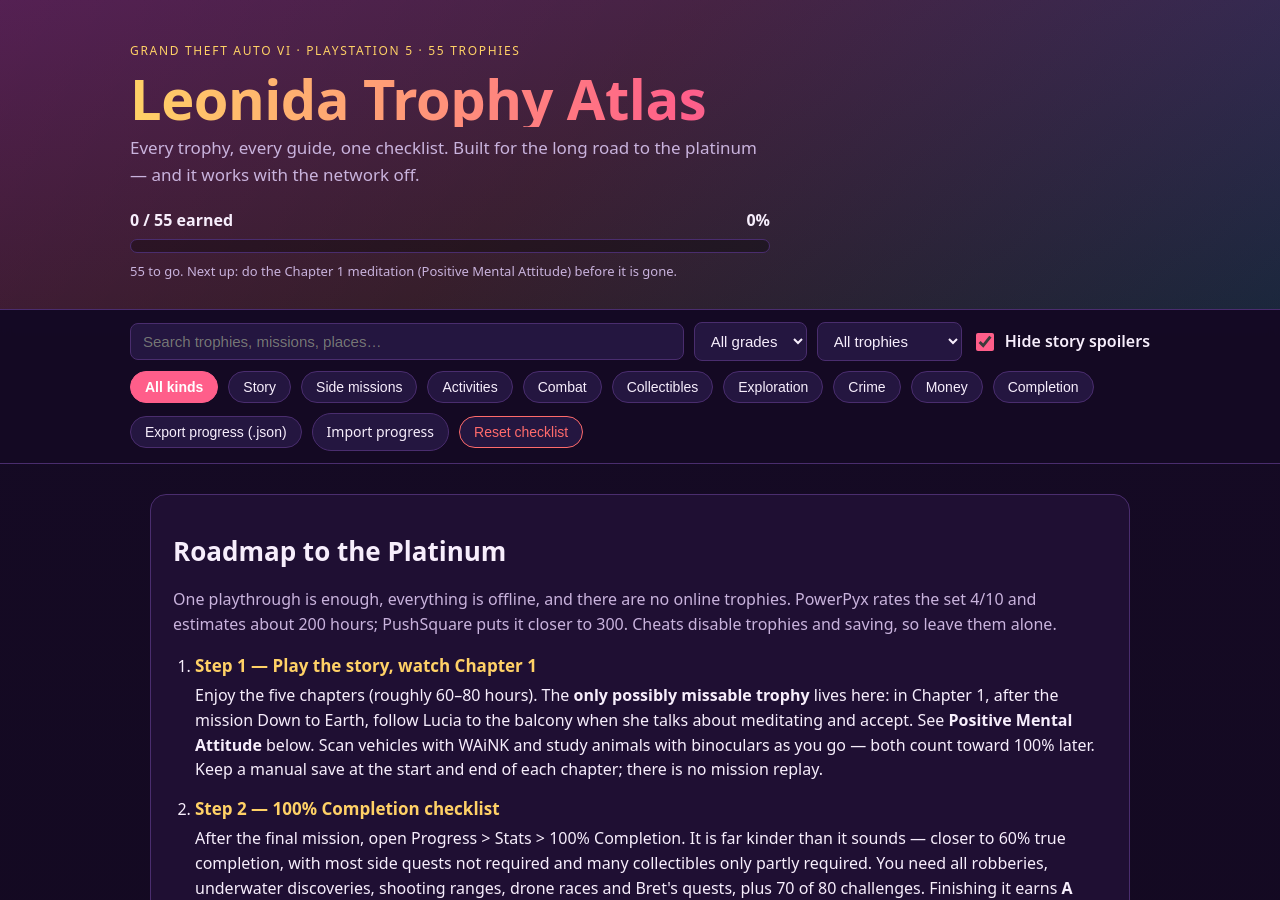 GRAND THEFT AUTO VI · PLAYSTATION 5 · 55 TROPHIES
Leonida Trophy Atlas
Every trophy, every guide, one checklist. Built for the long road to the platinum
— and it works with the network off.
0 / 55 earned 0%
55 to go. Next up: do the Chapter 1 meditation (Positive Mental Attitude) before it is gone.
Search trophies, missions, places… All grades All trophies Hide story spoilers
All kinds Story Side missions Activities Combat Collectibles Exploration Crime Money Completion
Export progress (.json) Import progress Reset checklist
Roadmap to the Platinum
One playthrough is enough, everything is offline, and there are no online trophies. PowerPyx rates the set 4/10 and
estimates about 200 hours; PushSquare puts it closer to 300. Cheats disable trophies and saving, so leave them alone.
1. Step 1 — Play the story, watch Chapter 1
Enjoy the five chapters (roughly 60–80 hours). The only possibly missable trophy lives here: in Chapter 1, after the
mission Down to Earth, follow Lucia to the balcony when she talks about meditating and accept. See Positive Mental
Attitude below. Scan vehicles with WAiNK and study animals with binoculars as you go — both count toward 100% later.
Keep a manual save at the start and end of each chapter; there is no mission replay.
2. Step 2 — 100% Completion checklist
After the final mission, open Progress > Stats > 100% Completion. It is far kinder than it sounds — closer to 60% true
completion, with most side quests not required and many collectibles only partly required. You need all robberies,
underwater discoveries, shooting ranges, drone races and Bret's quests, plus 70 of 80 challenges. Finishing it earns A